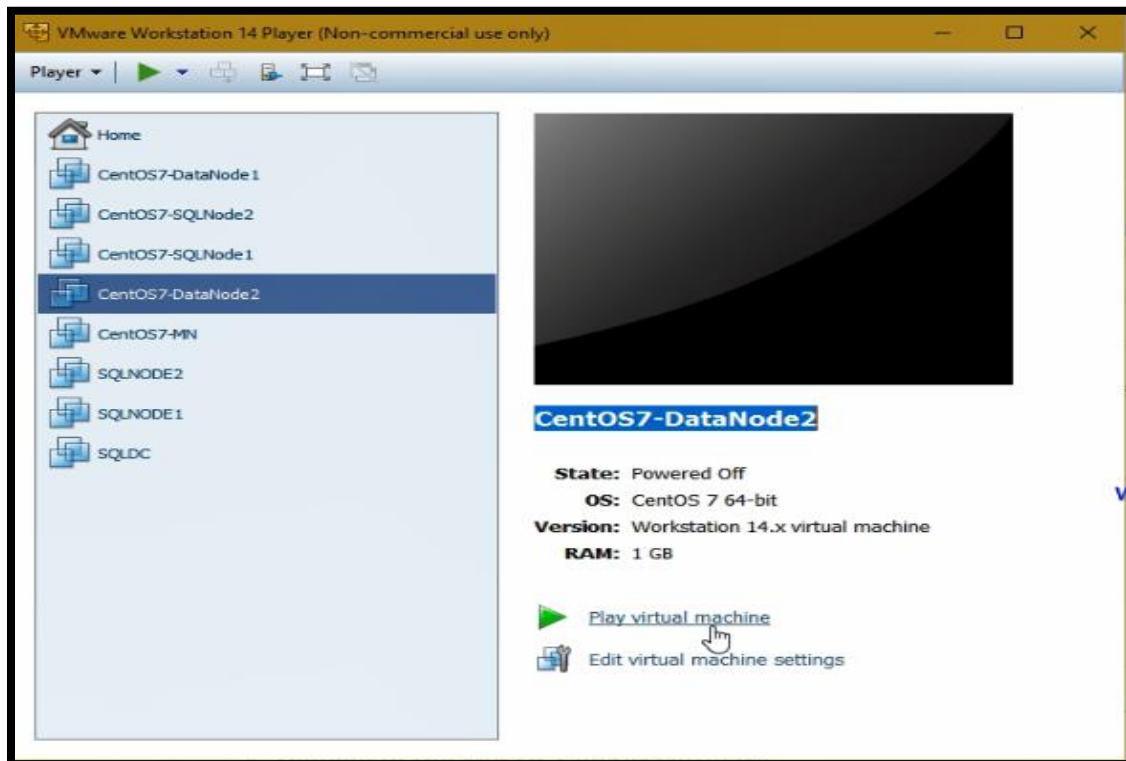 VMware Workstation 14 Player (Non-commercial use only)
Player
Home
CentOS7-DataNode1
CentOS7-SQLNode2
CentOS7-SQLNode1
CentOS7-DataNode2
CentOS7-MN
SQLNODE2
SQLNODE1
SQLDC
CentOS7-DataNode2
State: Powered Off
OS: CentOS 7 64-bit
Version: Workstation 14.x virtual machine
RAM: 1 GB
Play virtual machine
Edit virtual machine settings